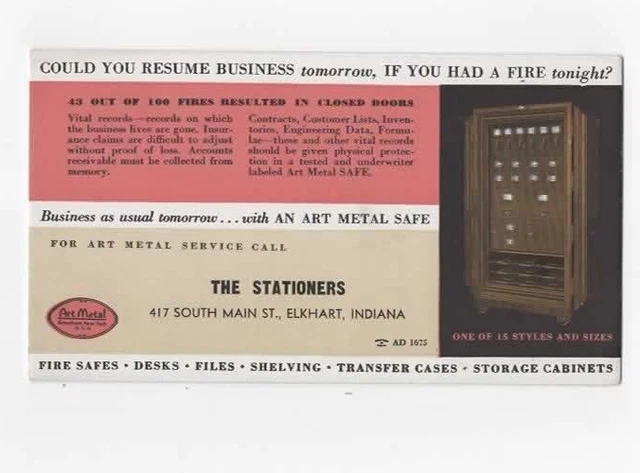 COULD YOU RESUME BUSINESS tomorrow, IF YOU HAD A FIRE tonight?
43 OUT OF 100 FIRES RESULTED IN CLOSED DOORS
Vital records—records on which
the business lives are gone. Insur-
ance claims are difficult to adjust
without proof of loss. Accounts
receivable must be collected from
memory.
Contracts, Customer Lists, Inven-
tories, Engineering Data, Formu-
lae—these and other vital records
should be given physical protec-
tion in a tested and underwriter
labeled Art Metal SAFE.
Business as usual tomorrow...with AN ART METAL SAFE
FOR ART METAL SERVICE CALL
THE STATIONERS
417 SOUTH MAIN ST., ELKHART, INDIANA
Art Metal
Jamestown New York
U.S.A.
☎ AD 1675
ONE OF 15 STYLES AND SIZES
FIRE SAFES • DESKS • FILES • SHELVING • TRANSFER CASES • STORAGE CABINETS